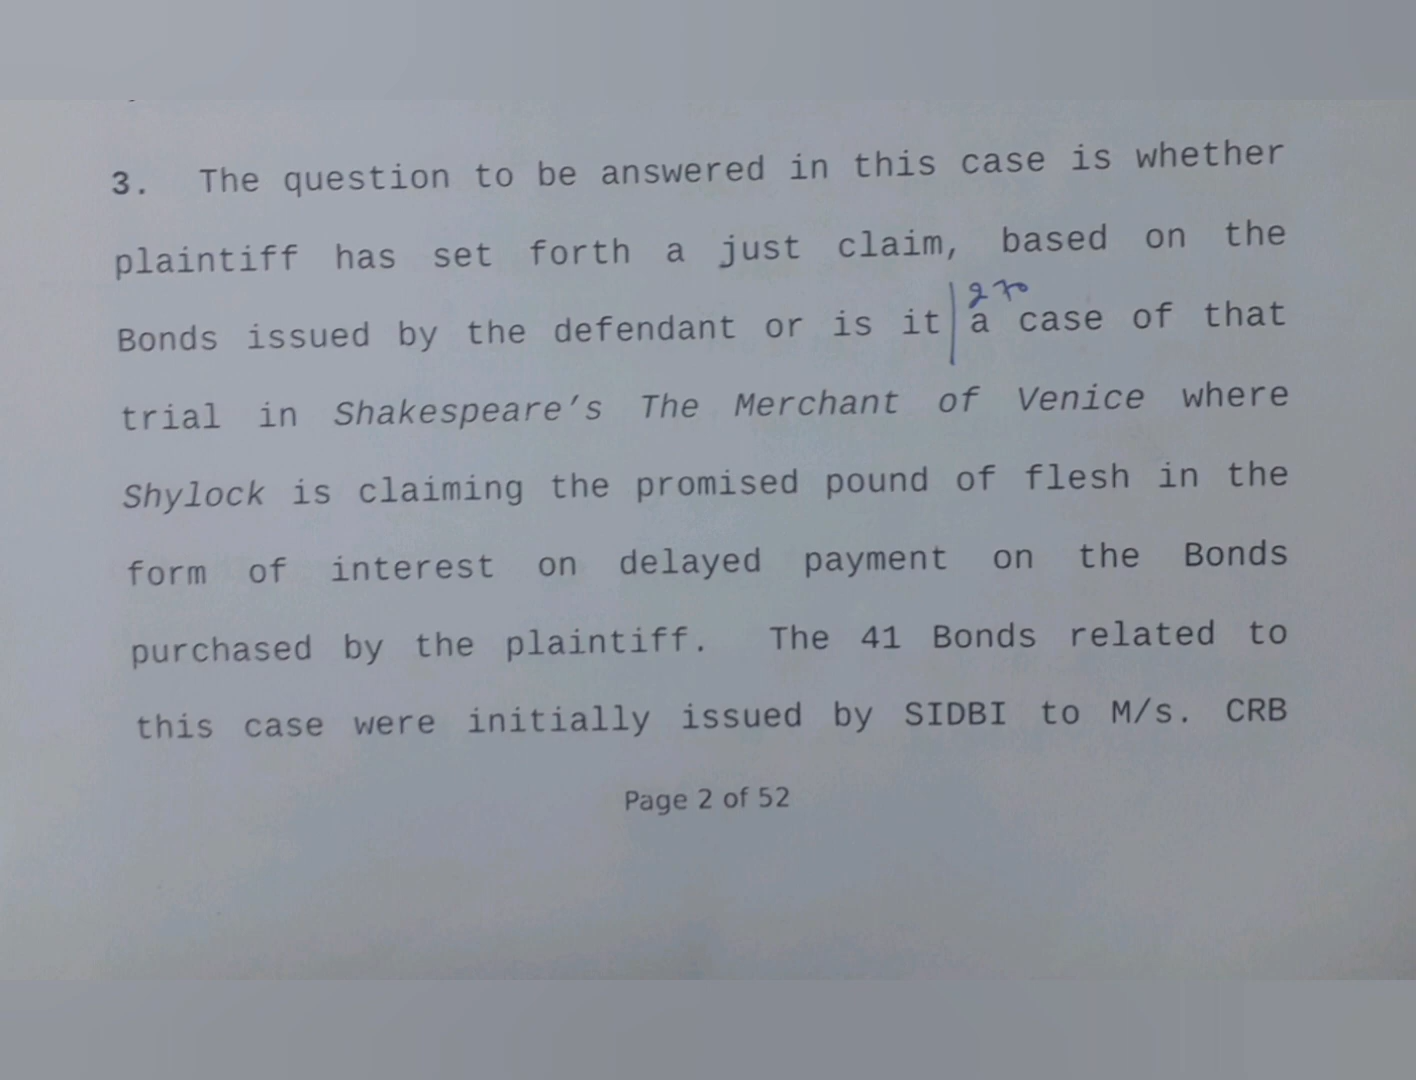 3. The question to be answered in this case is whether
plaintiff has set forth a just claim, based on the
270
Bonds issued by the defendant or is it a case of that
trial in Shakespeare's The Merchant of Venice where
Shylock is claiming the promised pound of flesh in the
form of interest on delayed payment on the Bonds
purchased by the plaintiff. The 41 Bonds related to
this case were initially issued by SIDBI to M/s. CRB
Page 2 of 52